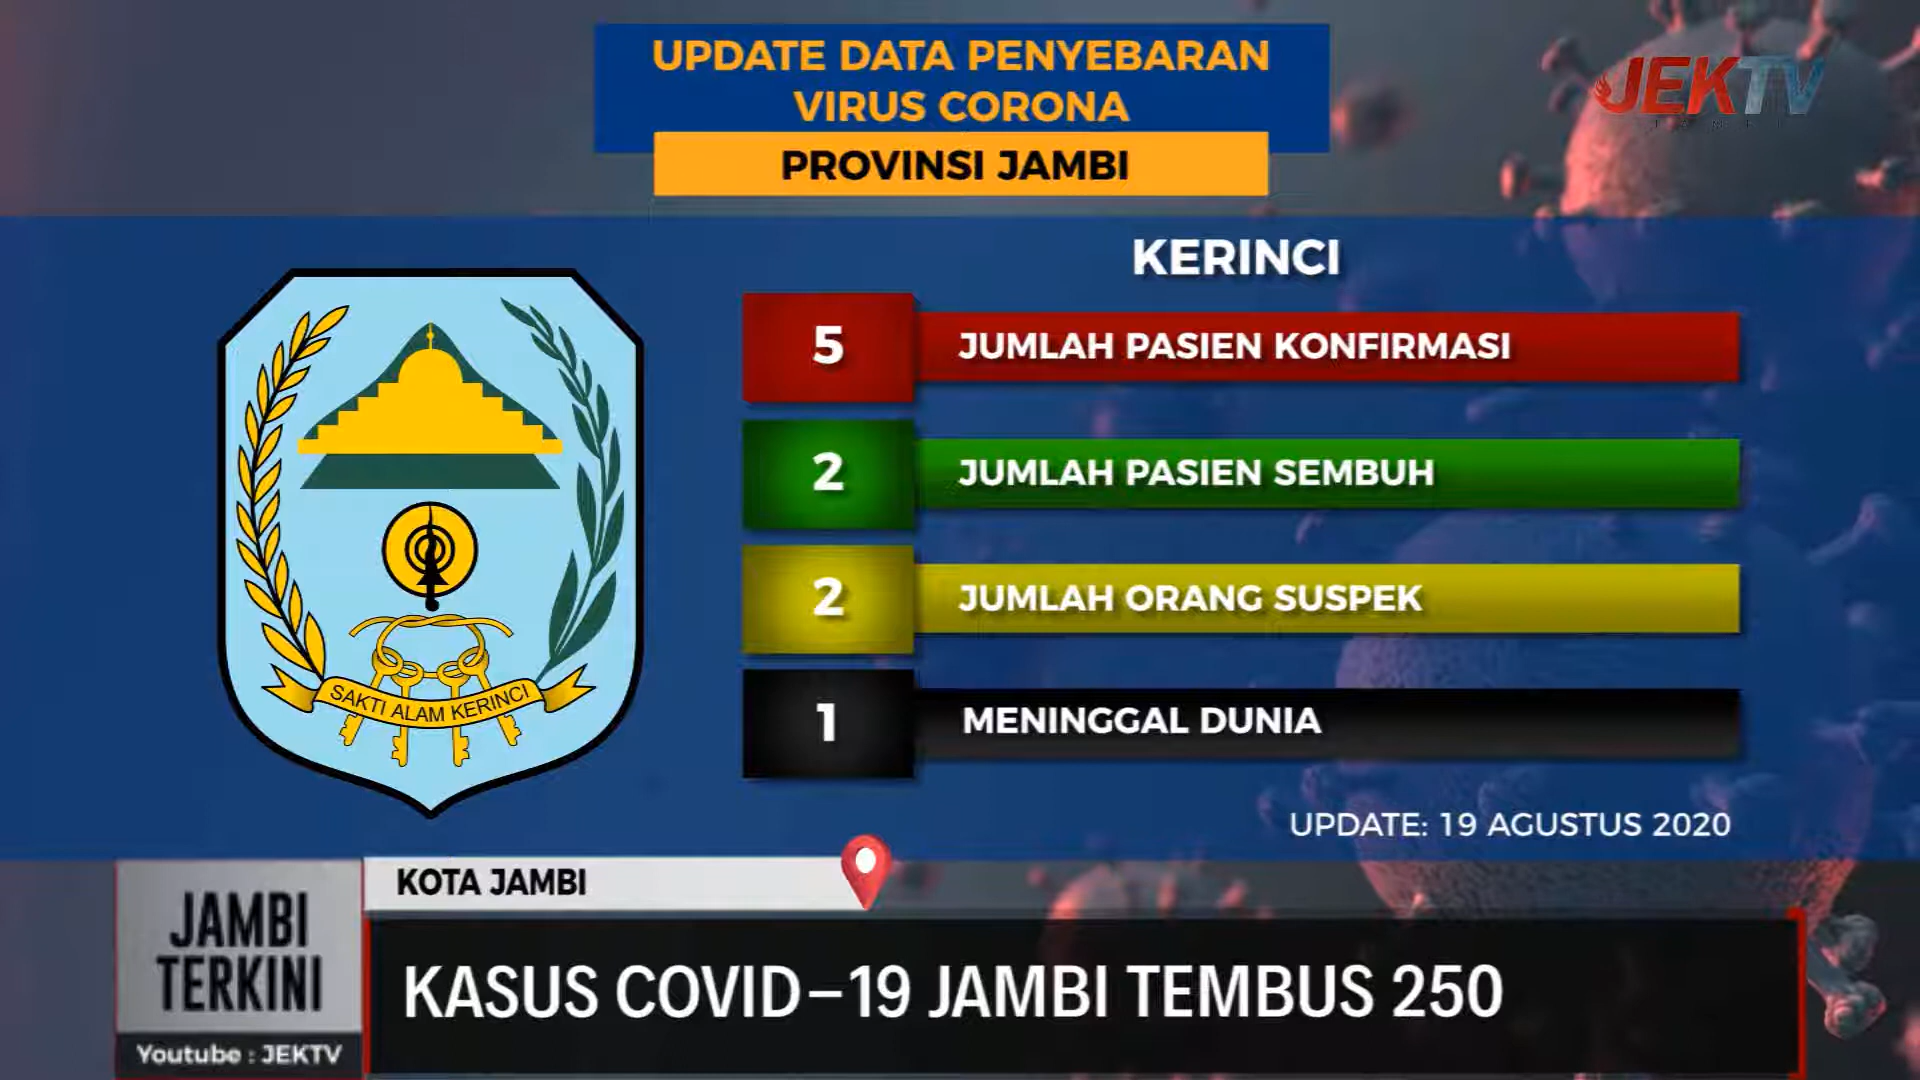 UPDATE DATA PENYEBARAN
VIRUS CORONA
PROVINSI JAMBI
JEKTV
JAMBI
KERINCI
5 JUMLAH PASIEN KONFIRMASI
2 JUMLAH PASIEN SEMBUH
2 JUMLAH ORANG SUSPEK
1 MENINGGAL DUNIA
SAKTI ALAM KERINCI
UPDATE: 19 AGUSTUS 2020
KOTA JAMBI
JAMBI
TERKINI
KASUS COVID-19 JAMBI TEMBUS 250
Youtube : JEKTV